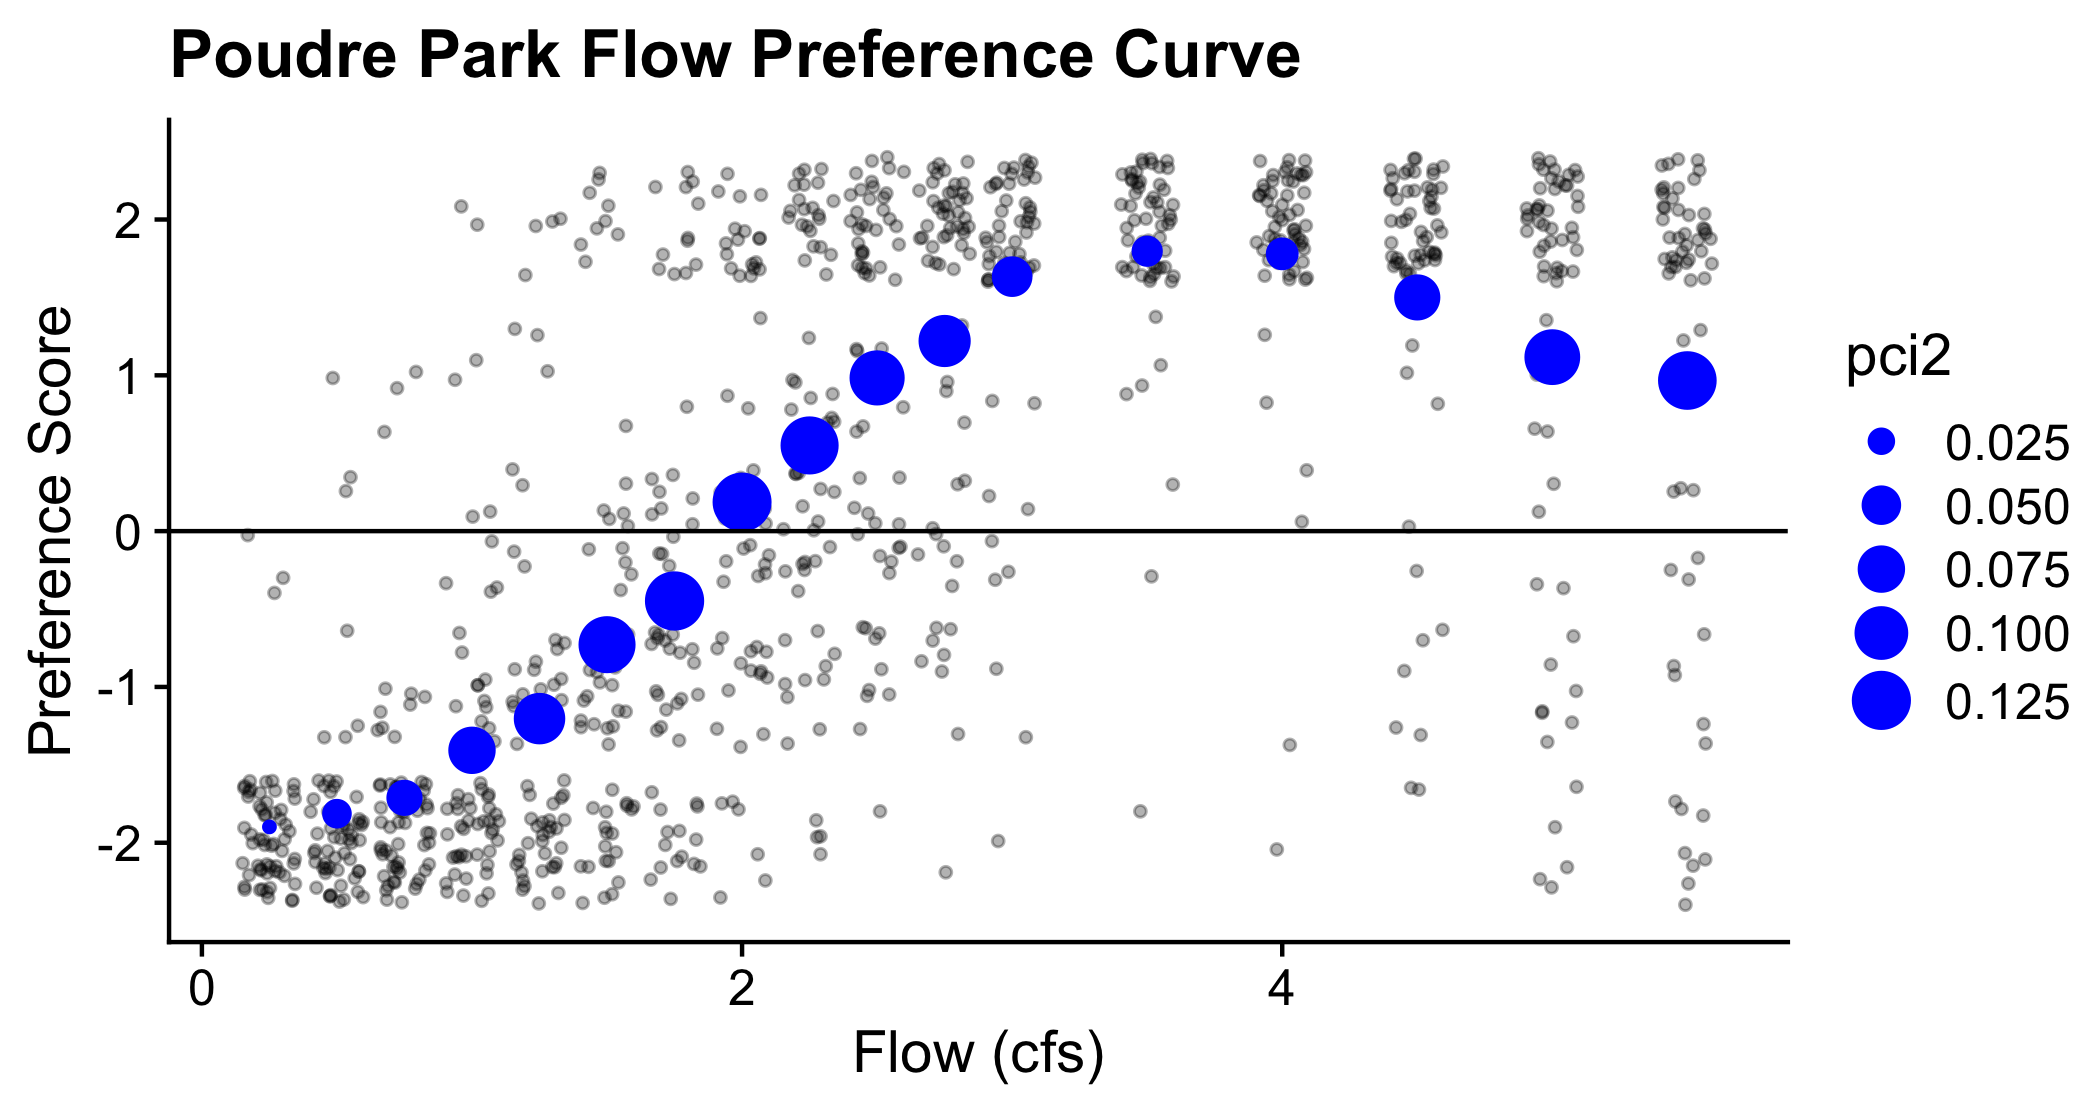 Poudre Park Flow Preference Curve
Preference Score
2
1
0
-1
-2
0 2 4
Flow (cfs)
pci2
0.025
0.050
0.075
0.100
0.125